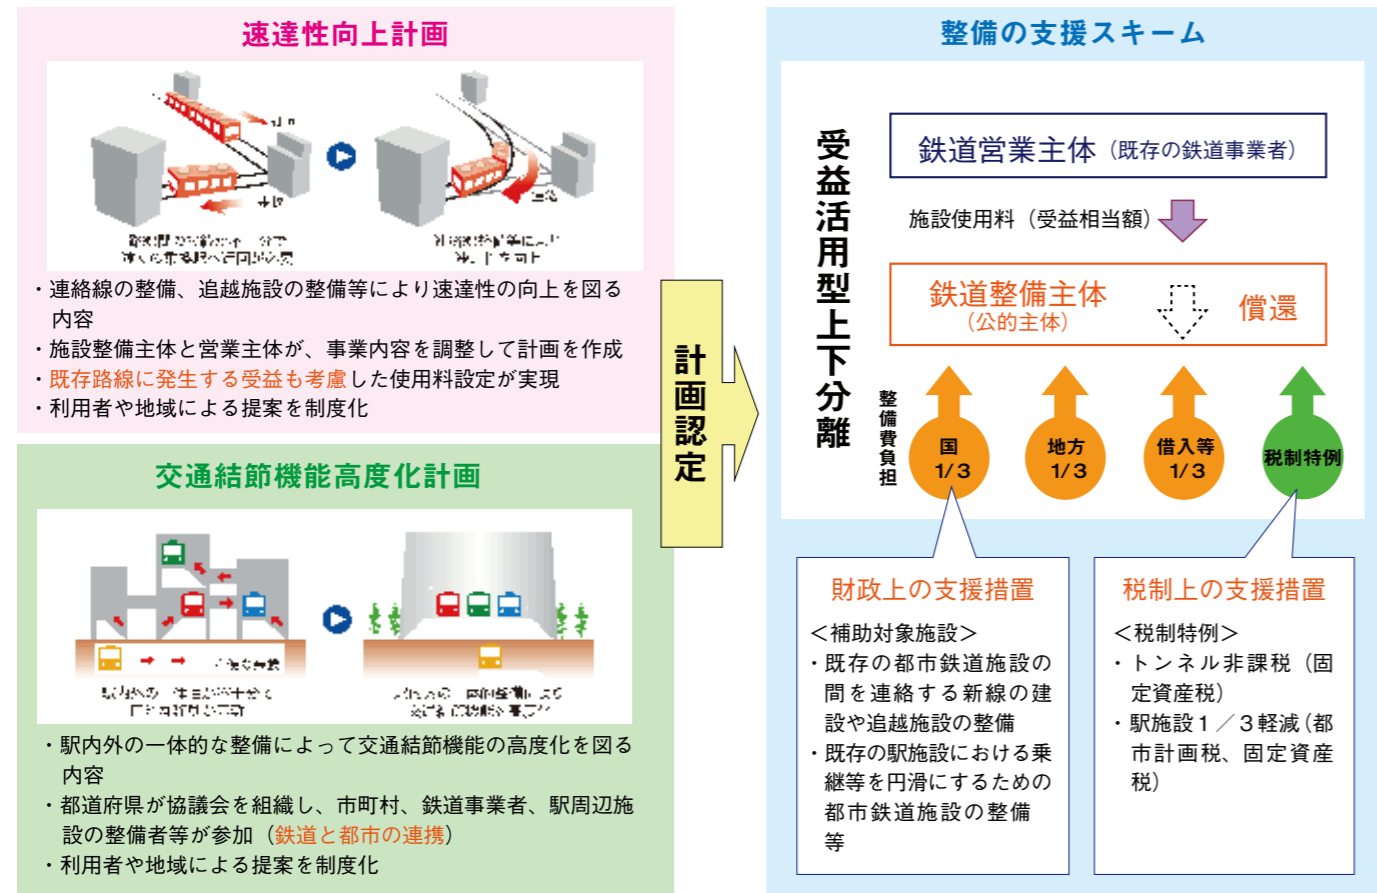 速達性向上計画
・連絡線の整備、追越施設の整備等により速達性の向上を図る
内容
・施設整備主体と営業主体が、事業内容を調整して計画を作成
・既存路線に発生する受益も考慮した使用料設定が実現
・利用者や地域による提案を制度化
交通結節機能高度化計画
・駅内外の一体的な整備によって交通結節機能の高度化を図る
内容
・都道府県が協議会を組織し、市町村、鉄道事業者、駅周辺施
設の整備者等が参加（鉄道と都市の連携）
・利用者や地域による提案を制度化
計画認定
整備の支援スキーム
受益活用型上下分離
鉄道営業主体（既存の鉄道事業者）
施設使用料（受益相当額）
鉄道整備主体
（公的主体）
償還
整備費負担
国
1/3
地方
1/3
借入等
1/3
税制特例
財政上の支援措置
＜補助対象施設＞
・既存の都市鉄道施設の
間を連絡する新線の建
設や追越施設の整備
・既存の駅施設における乗
継等を円滑にするための
都市鉄道施設の整備
等
税制上の支援措置
＜税制特例＞
・トンネル非課税（固
定資産税）
・駅施設１／３軽減（都
市計画税、固定資産
税）